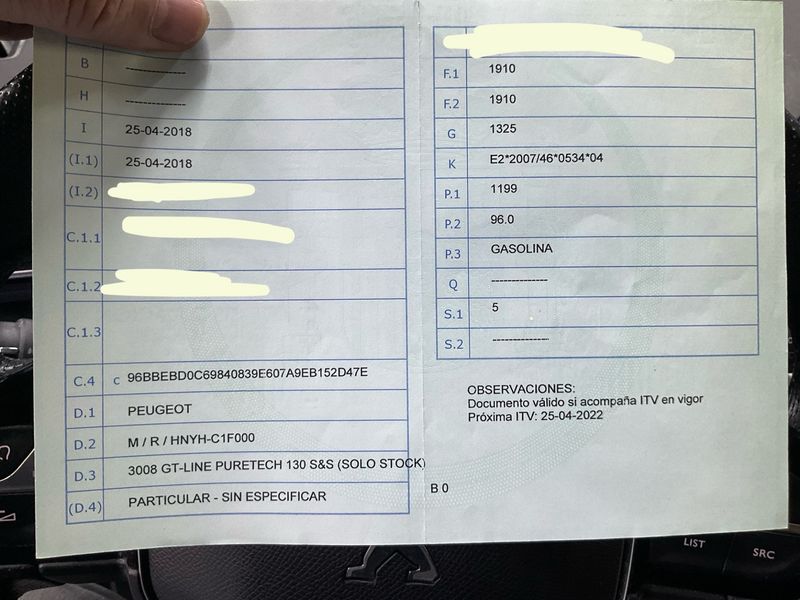 B -------------
H -------------
I 25-04-2018
(I.1) 25-04-2018
(I.2)
C.1.1
C.1.2
C.1.3
C.4 c 96BBEBD0C69840839E607A9EB152D47E
D.1 PEUGEOT
D.2 M / R / HNYH-C1F000
D.3 3008 GT-LINE PURETECH 130 S&S (SOLO STOCK)
(D.4) PARTICULAR - SIN ESPECIFICAR
F.1 1910
F.2 1910
G 1325
K E2*2007/46*0534*04
P.1 1199
P.2 96.0
P.3 GASOLINA
Q -------------
S.1 5
S.2 -------------
OBSERVACIONES:
Documento válido si acompaña ITV en vigor
Próxima ITV: 25-04-2022
B 0
LIST
SRC